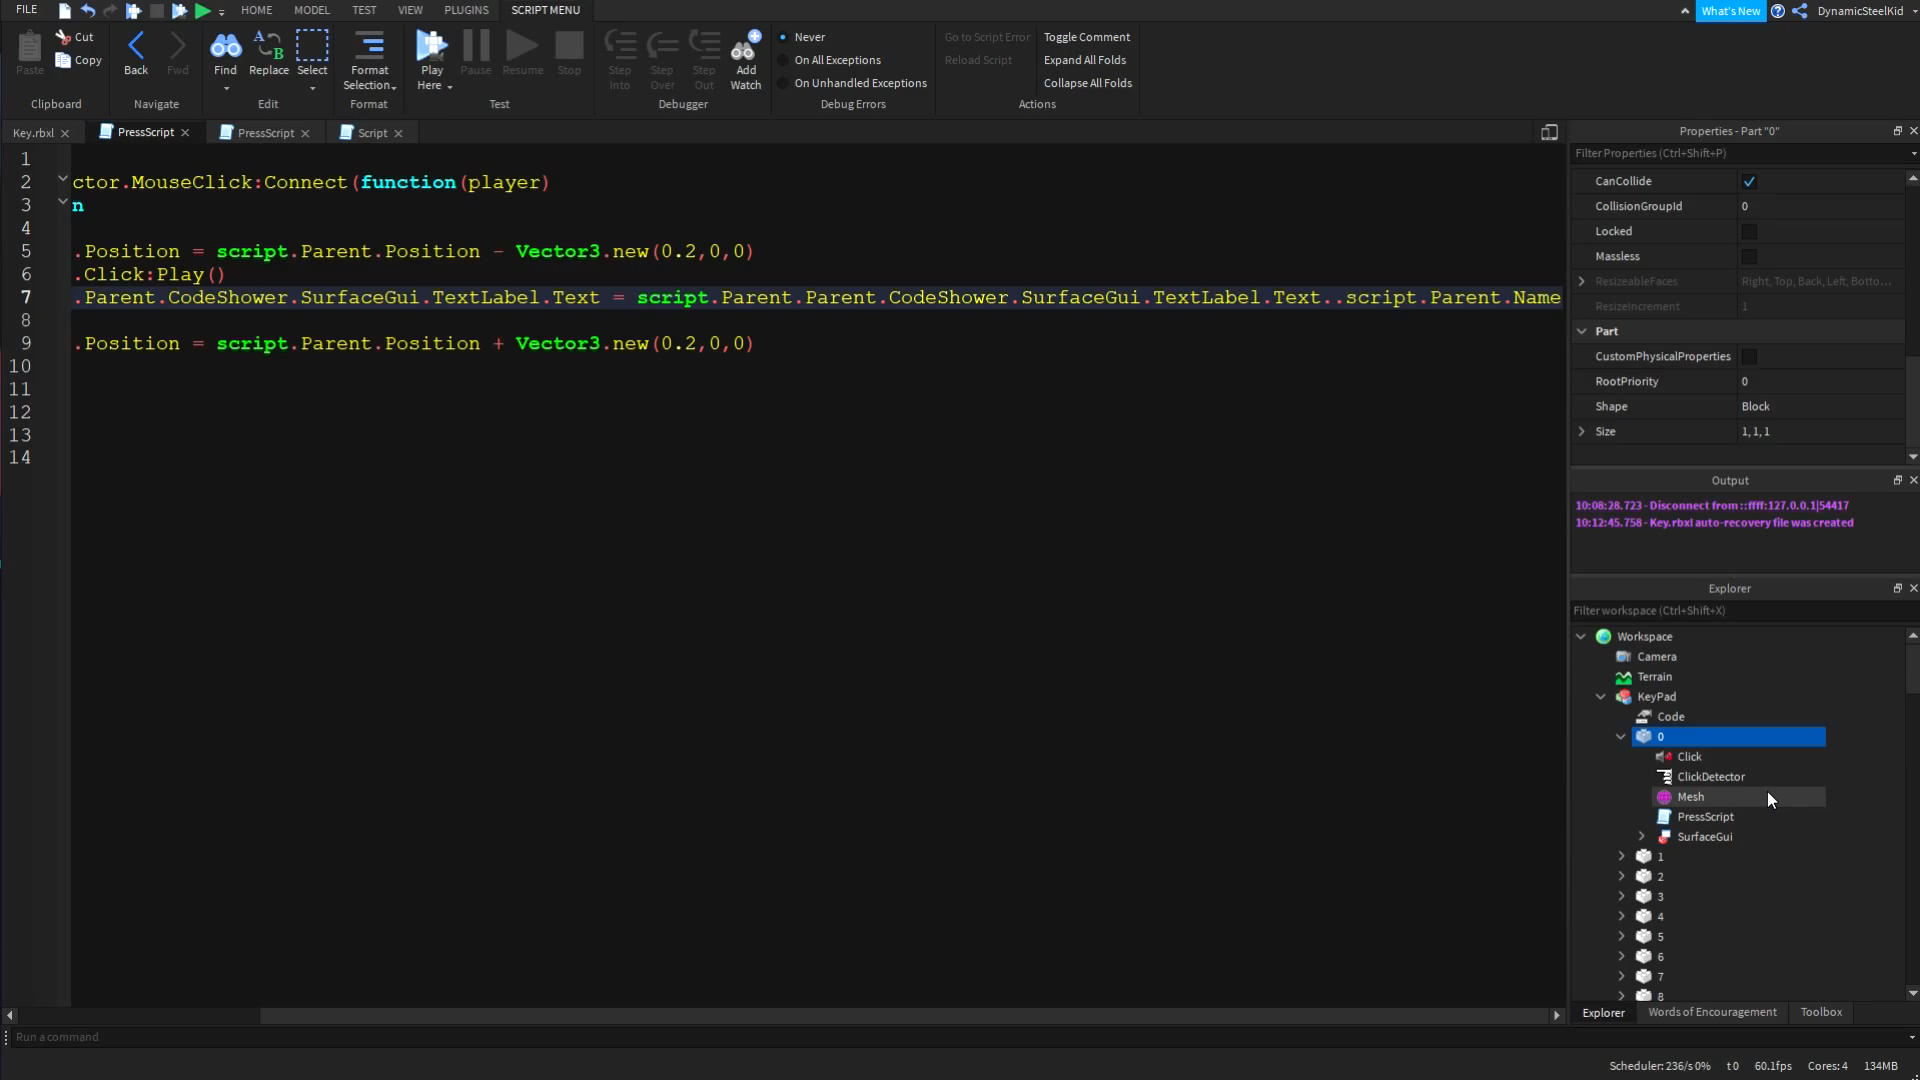 FILE HOME MODEL TEST VIEW PLUGINS SCRIPT MENU What's New DynamicSteelKid
Paste Cut Copy Clipboard
Back Fwd Navigate
Find Replace Select Edit
Format Selection Format
Play Here Pause Resume Stop Test
Step Into Step Over Step Out Add Watch Debugger
Never
On All Exceptions
On Unhandled Exceptions
Debug Errors
Go to Script Error
Reload Script
Toggle Comment
Expand All Folds
Collapse All Folds
Actions
Key.rbxl PressScript PressScript Script
1
2 ctor.MouseClick:Connect(function(player)
3 n
4
5 .Position = script.Parent.Position - Vector3.new(0.2,0,0)
6 .Click:Play()
7 .Parent.CodeShower.SurfaceGui.TextLabel.Text = script.Parent.Parent.CodeShower.SurfaceGui.TextLabel.Text..script.Parent.Name
8
9 .Position = script.Parent.Position + Vector3.new(0.2,0,0)
10
11
12
13
14
Properties - Part "0"
Filter Properties (Ctrl+Shift+P)
CanCollide
CollisionGroupId 0
Locked
Massless
ResizeableFaces Right, Top, Back, Left, Botto...
ResizeIncrement 1
Part
CustomPhysicalProperties
RootPriority 0
Shape Block
Size 1, 1, 1
Output
10:08:28.723 - Disconnect from ::ffff:127.0.0.1|54417
10:12:45.758 - Key.rbxl auto-recovery file was created
Explorer
Filter workspace (Ctrl+Shift+X)
Workspace
Camera
Terrain
KeyPad
Code
0
Click
ClickDetector
Mesh
PressScript
SurfaceGui
1
2
3
4
5
6
7
8
Explorer Words of Encouragement Toolbox
Run a command
Scheduler: 236/s 0% t 0 60.1fps Cores: 4 134MB